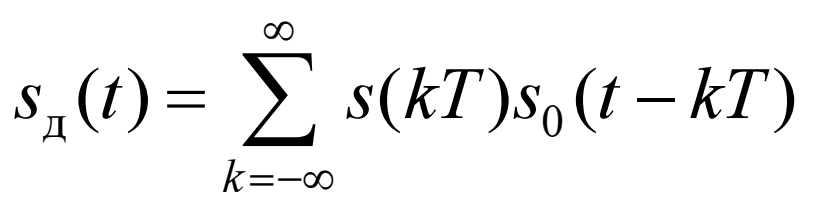 s_д(t) = ∑_{k=-∞}^{∞} s(kT)s_0(t − kT)